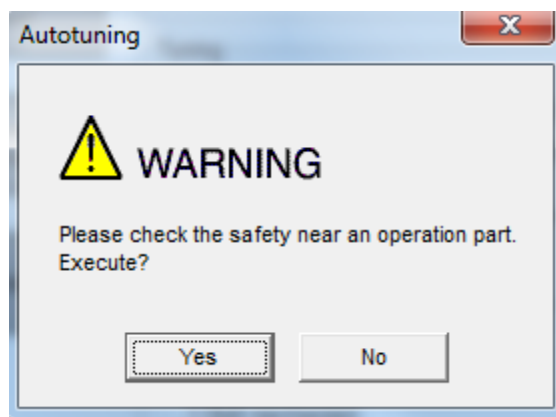 Autotuning
WARNING
Please check the safety near an operation part.
Execute?
Yes
No